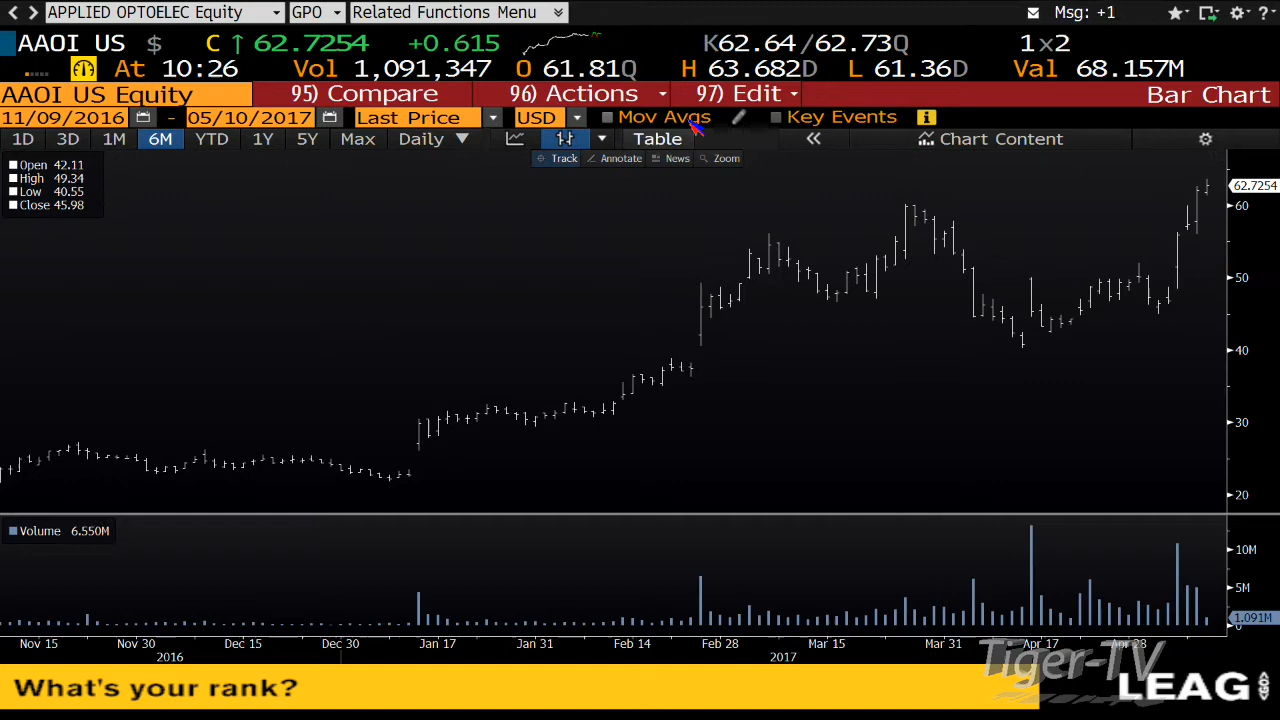 APPLIED OPTOELEC Equity GPO Related Functions Menu Msg: +1
AAOI US $ C ↑ 62.7254 +0.615 K62.64/62.73Q 1x2
At 10:26 Vol 1,091,347 O 61.81Q H 63.682D L 61.36D Val 68.157M
AAOI US Equity 95) Compare 96) Actions 97) Edit Bar Chart
11/09/2016 - 05/10/2017 Last Price USD Mov Avgs Key Events
1D 3D 1M 6M YTD 1Y 5Y Max Daily Table Chart Content
Track Annotate News Zoom
Open 42.11
High 49.34
Low 40.55
Close 45.98
62.7254
60
50
40
30
20
Volume 6.550M
10M
5M
1.091M
0
Nov 15 Nov 30 Dec 15 Dec 30 Jan 17 Jan 31 Feb 14 Feb 28 Mar 15 Mar 31 Apr 17 Apr 28
2016 2017
Tiger-TV
What's your rank? LEAG